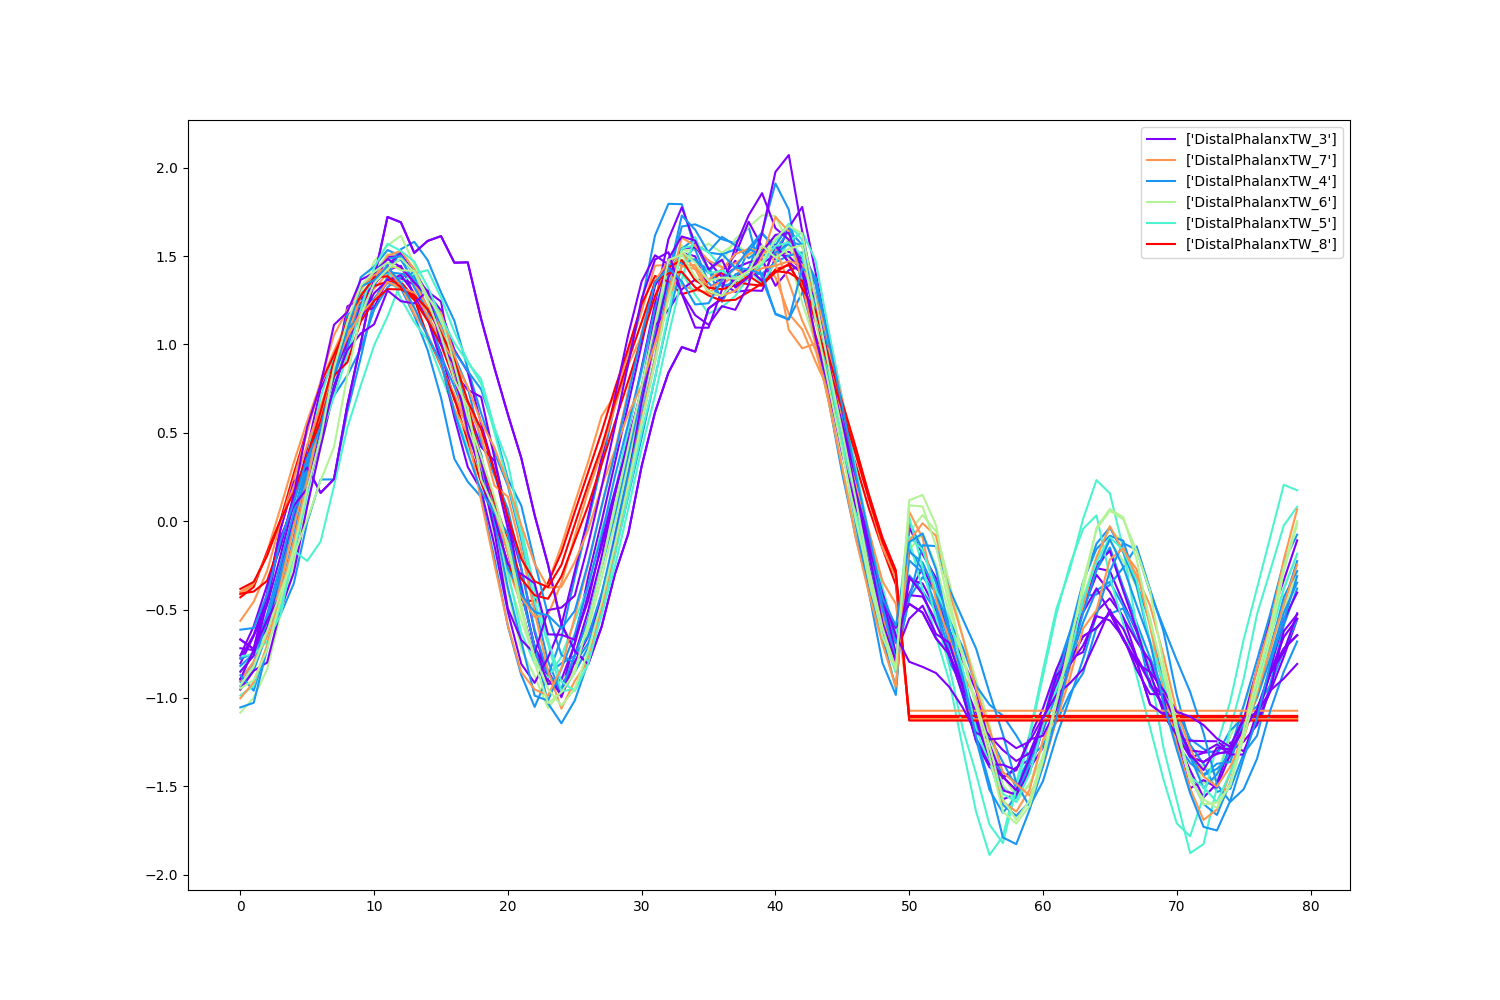 ['DistalPhalanxTW_3']
['DistalPhalanxTW_7']
['DistalPhalanxTW_4']
['DistalPhalanxTW_6']
['DistalPhalanxTW_5']
['DistalPhalanxTW_8']
2.0
1.5
1.0
0.5
0.0
−0.5
−1.0
−1.5
−2.0
0 10 20 30 40 50 60 70 80